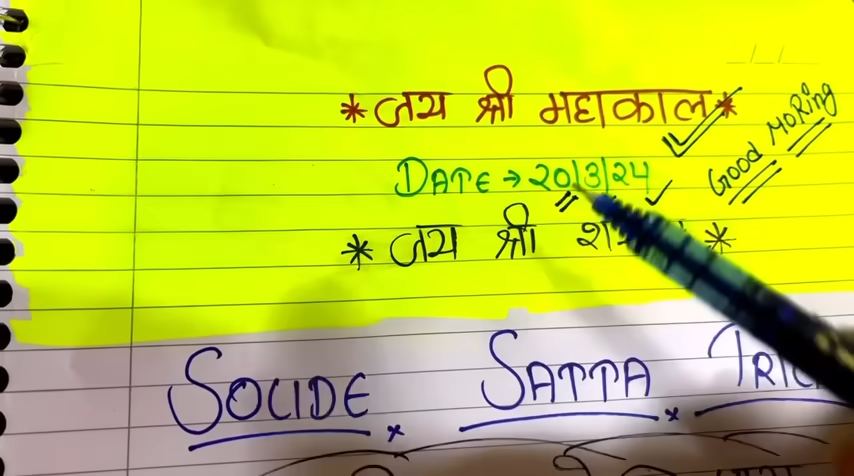 *जय श्री महाकाल*
GOOD MORING
DATE → 20/3/24
* जय श्री *
SOLIDE SATTA